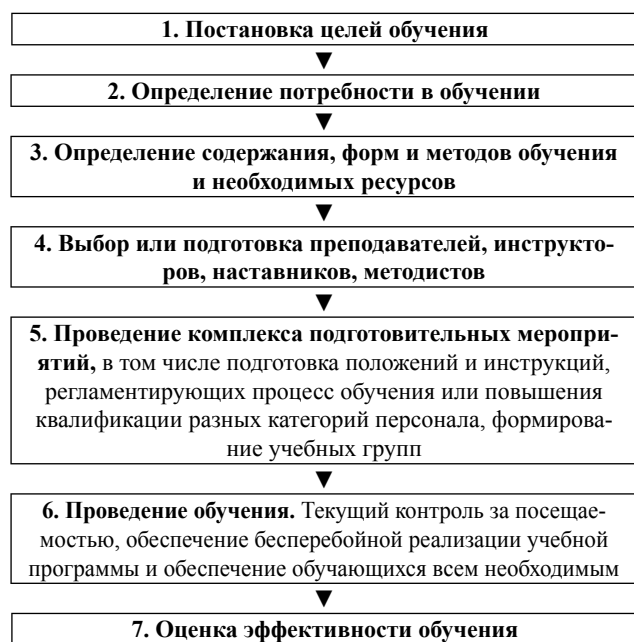 1. Постановка целей обучения
▼
2. Определение потребности в обучении
▼
3. Определение содержания, форм и методов обучения
и необходимых ресурсов
▼
4. Выбор или подготовка преподавателей, инструкто-
ров, наставников, методистов
▼
5. Проведение комплекса подготовительных меропри-
ятий, в том числе подготовка положений и инструкций,
регламентирующих процесс обучения или повышения
квалификации разных категорий персонала, формирова-
ние учебных групп
▼
6. Проведение обучения. Текущий контроль за посещае-
мостью, обеспечение бесперебойной реализации учебной
программы и обеспечение обучающихся всем необходимым
▼
7. Оценка эффективности обучения